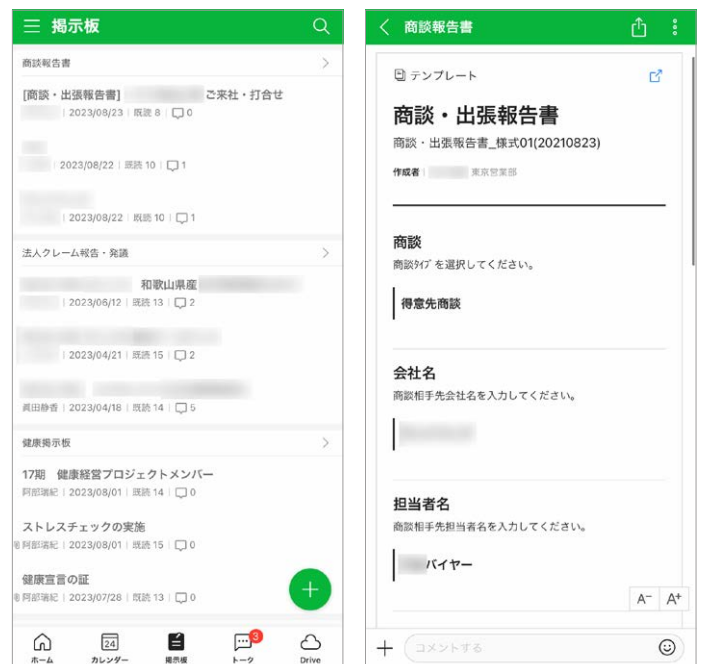 掲示板
商談報告書
[商談・出張報告書] ご来社・打合せ
2023/08/23 | 既読 8 | 0
2023/08/22 | 既読 10 | 1
2023/08/22 | 既読 10 | 1
法人クレーム報告・発議
和歌山県産
2023/06/12 | 既読 13 | 2
2023/04/21 | 既読 15 | 2
眞田静香 | 2023/04/18 | 既読 14 | 5
健康掲示板
17期 健康経営プロジェクトメンバー
阿部瑞紀 | 2023/08/01 | 既読 14 | 0
ストレスチェックの実施
阿部瑞紀 | 2023/08/01 | 既読 15 | 0
健康宣言の証
阿部瑞紀 | 2023/07/28 | 既読 13 | 0
24
3
ホーム カレンダー 掲示板 トーク Drive
商談報告書
テンプレート
商談・出張報告書
商談・出張報告書_様式01(20210823)
作成者 | 東京営業部
商談
商談ﾀｲﾌﾟを選択してください。
得意先商談
会社名
商談相手先会社名を入力してください。
担当者名
商談相手先担当者名を入力してください。
バイヤー
A- A+
コメントする